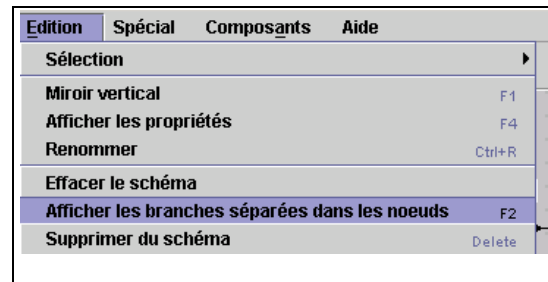 Edition Spécial Composants Aide
Sélection
Miroir vertical F1
Afficher les propriétés F4
Renommer Ctrl+R
Effacer le schéma
Afficher les branches séparées dans les noeuds F2
Supprimer du schéma Delete